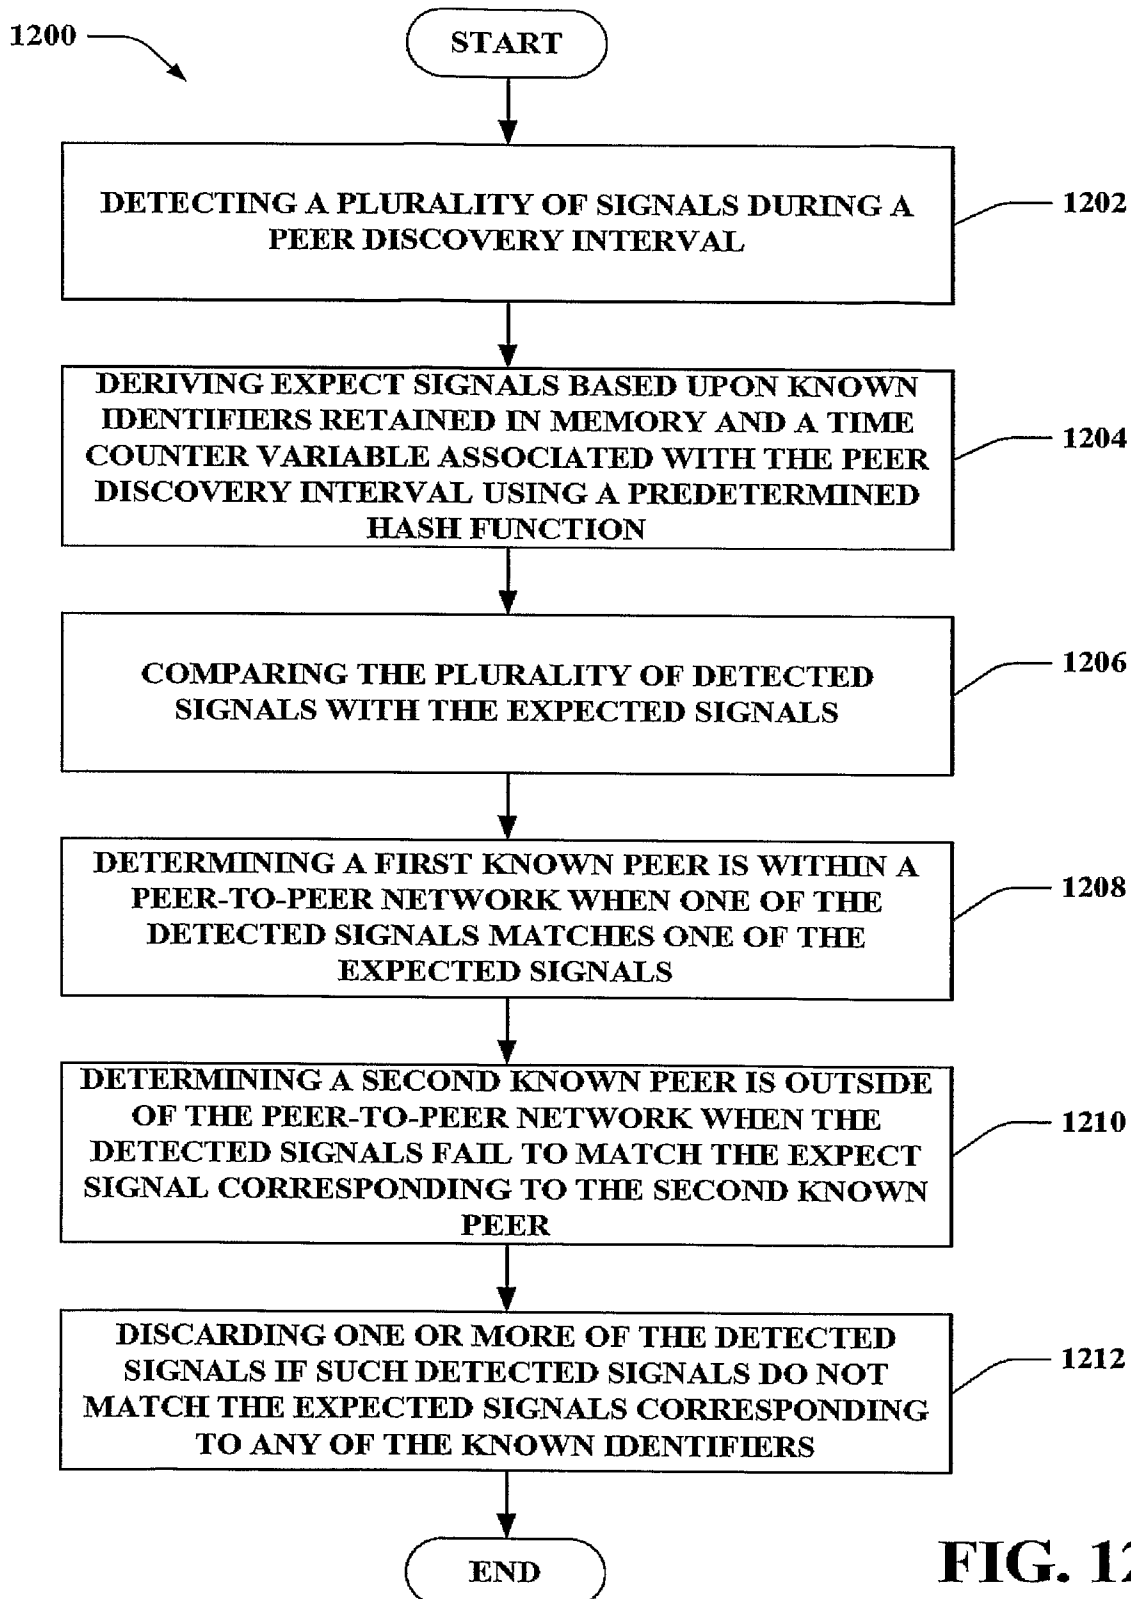 1200
START
DETECTING A PLURALITY OF SIGNALS DURING A
PEER DISCOVERY INTERVAL
1202
DERIVING EXPECT SIGNALS BASED UPON KNOWN
IDENTIFIERS RETAINED IN MEMORY AND A TIME
COUNTER VARIABLE ASSOCIATED WITH THE PEER
DISCOVERY INTERVAL USING A PREDETERMINED
HASH FUNCTION
1204
COMPARING THE PLURALITY OF DETECTED
SIGNALS WITH THE EXPECTED SIGNALS
1206
DETERMINING A FIRST KNOWN PEER IS WITHIN A
PEER-TO-PEER NETWORK WHEN ONE OF THE
DETECTED SIGNALS MATCHES ONE OF THE
EXPECTED SIGNALS
1208
DETERMINING A SECOND KNOWN PEER IS OUTSIDE
OF THE PEER-TO-PEER NETWORK WHEN THE
DETECTED SIGNALS FAIL TO MATCH THE EXPECT
SIGNAL CORRESPONDING TO THE SECOND KNOWN
PEER
1210
DISCARDING ONE OR MORE OF THE DETECTED
SIGNALS IF SUCH DETECTED SIGNALS DO NOT
MATCH THE EXPECTED SIGNALS CORRESPONDING
TO ANY OF THE KNOWN IDENTIFIERS
1212
END
FIG. 12